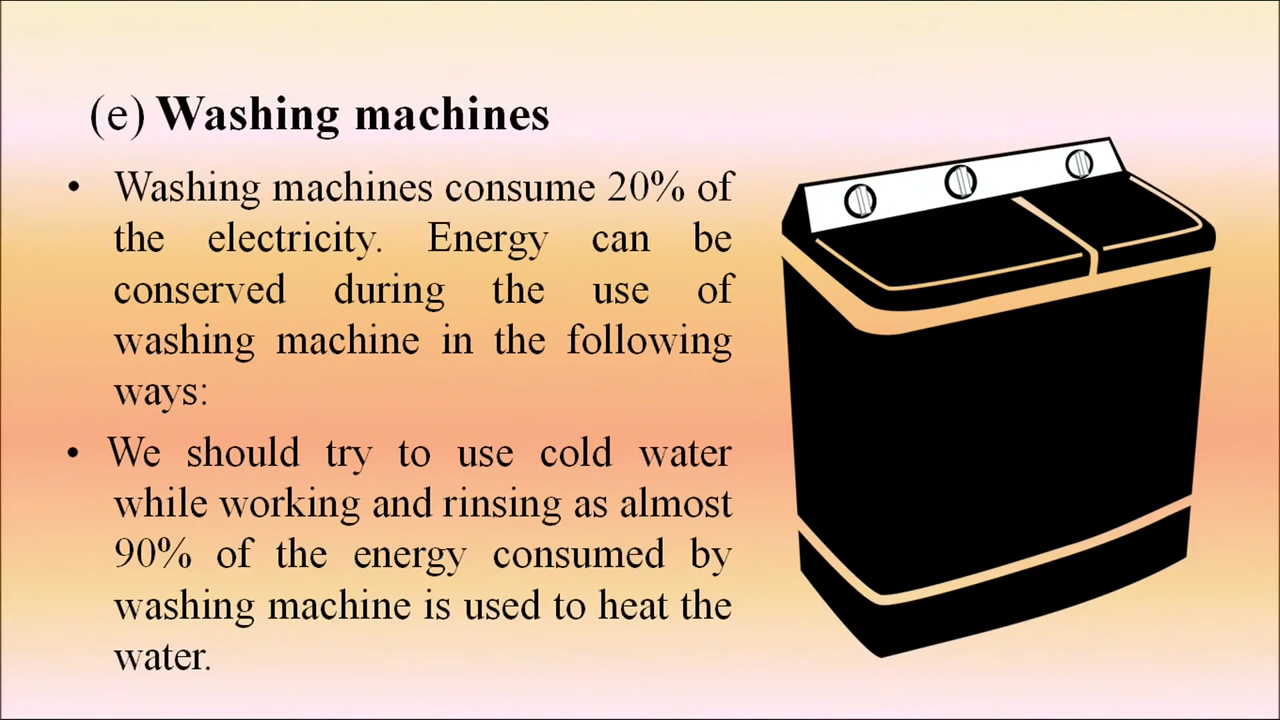 (e) Washing machines
• Washing machines consume 20% of
the electricity. Energy can be
conserved during the use of
washing machine in the following
ways:
• We should try to use cold water
while working and rinsing as almost
90% of the energy consumed by
washing machine is used to heat the
water.